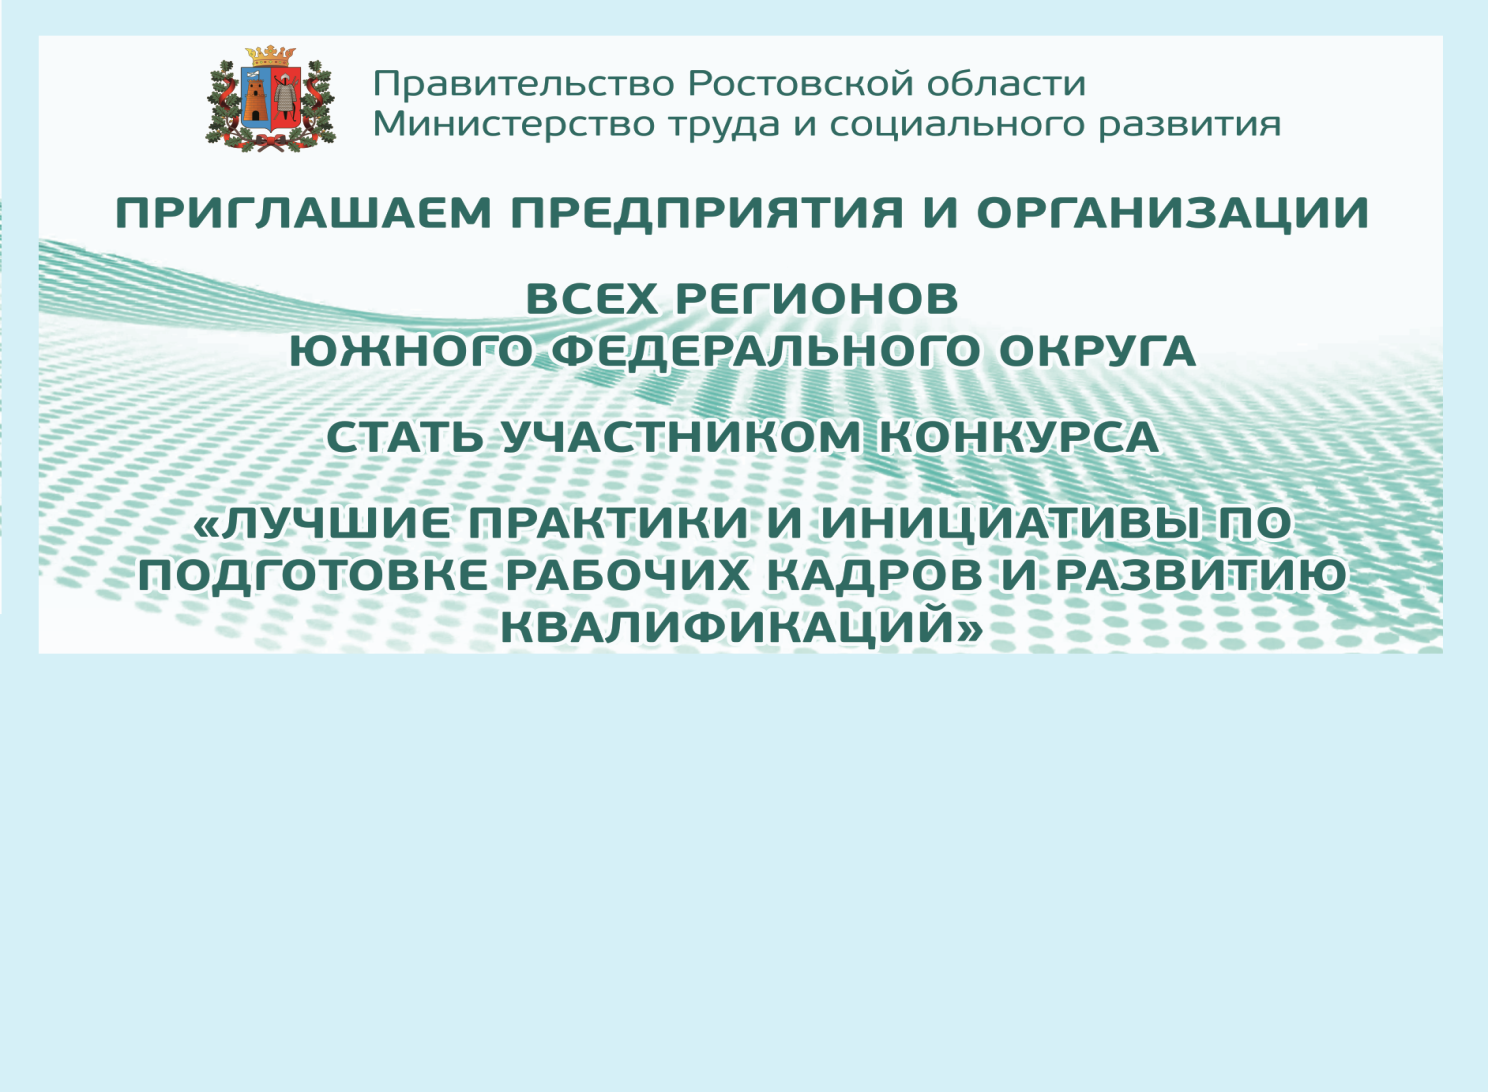 Правительство Ростовской области
Министерство труда и социального развития
ПРИГЛАШАЕМ ПРЕДПРИЯТИЯ И ОРГАНИЗАЦИИ
ВСЕХ РЕГИОНОВ
ЮЖНОГО ФЕДЕРАЛЬНОГО ОКРУГА
СТАТЬ УЧАСТНИКОМ КОНКУРСА
«ЛУЧШИЕ ПРАКТИКИ И ИНИЦИАТИВЫ ПО
ПОДГОТОВКЕ РАБОЧИХ КАДРОВ И РАЗВИТИЮ
КВАЛИФИКАЦИЙ»